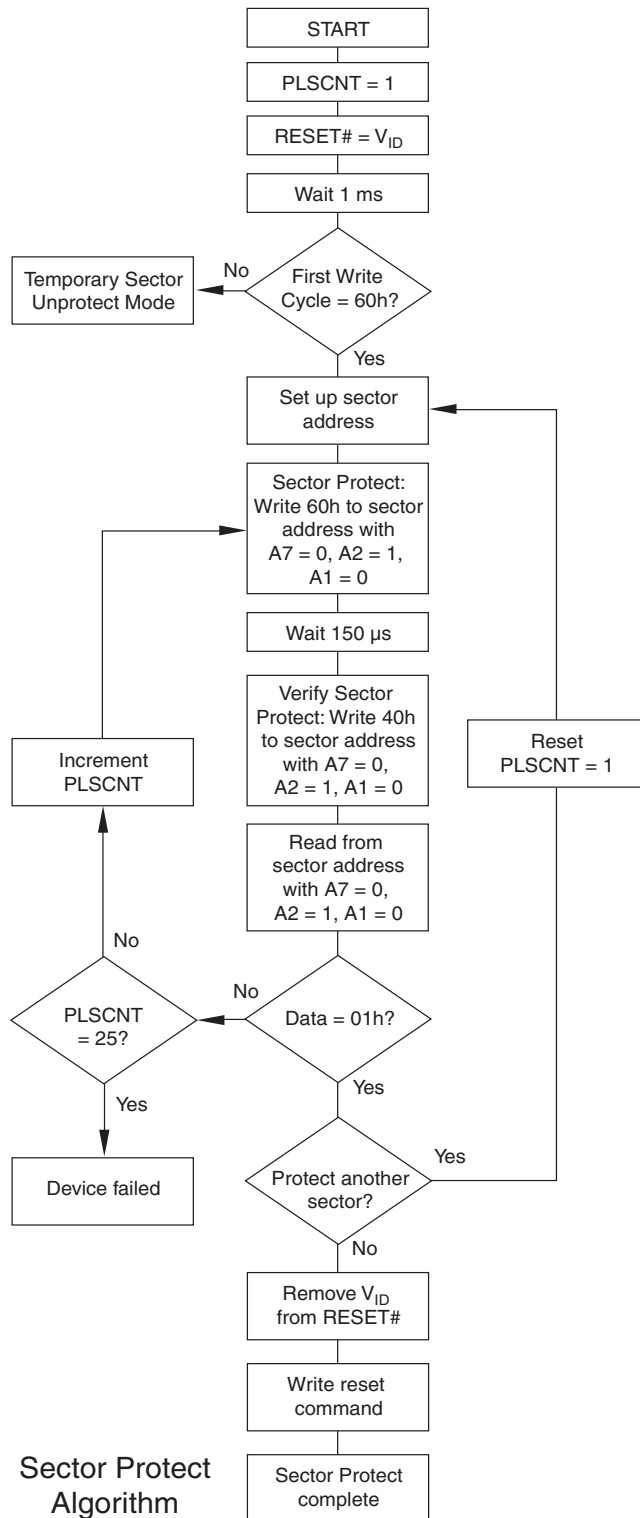 START
PLSCNT = 1
RESET# = VID
Wait 1 ms
No
First Write
Cycle = 60h?
Temporary Sector
Unprotect Mode
Yes
Set up sector
address
Sector Protect:
Write 60h to sector
address with
A7 = 0, A2 = 1,
A1 = 0
Wait 150 µs
Verify Sector
Protect: Write 40h
to sector address
with A7 = 0,
A2 = 1, A1 = 0
Increment
PLSCNT
Reset
PLSCNT = 1
Read from
sector address
with A7 = 0,
A2 = 1, A1 = 0
No
No
PLSCNT
= 25?
Data = 01h?
Yes
Yes
Device failed
Protect another
sector?
Yes
No
Remove VID
from RESET#
Write reset
command
Sector Protect
complete
Sector Protect
Algorithm